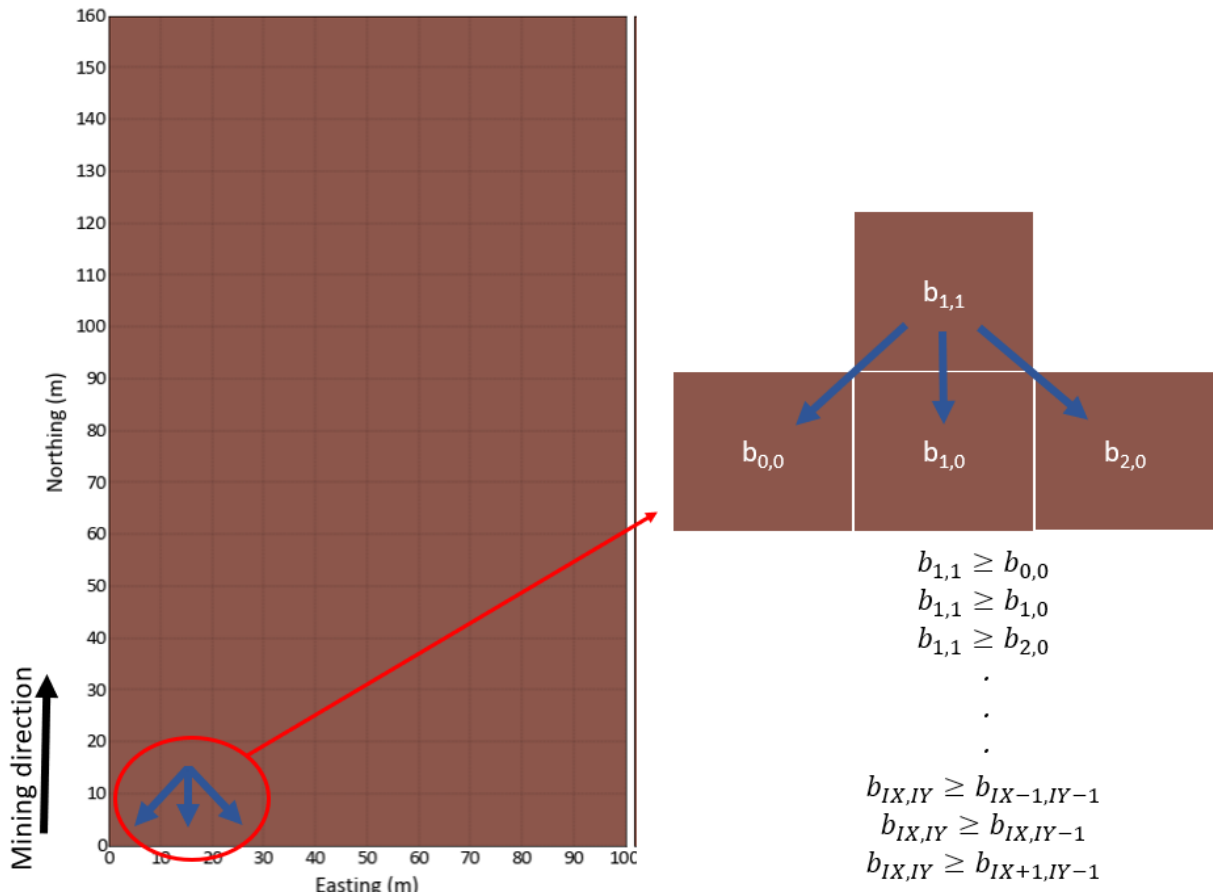 160
150
140
130
120
110
100
90
80
70
60
50
40
30
20
10
0
0 10 20 30 40 50 60 70 80 90 100
Northing (m)
Easting (m)
Mining direction
b1,1
b0,0 b1,0 b2,0
b1,1 ≥ b0,0
b1,1 ≥ b1,0
b1,1 ≥ b2,0
.
.
.
bIX,IY ≥ bIX−1,IY−1
bIX,IY ≥ bIX,IY−1
bIX,IY ≥ bIX+1,IY−1